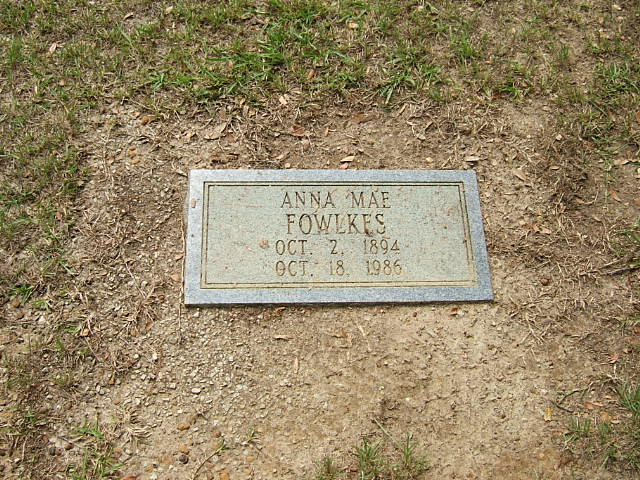 ANNA MAE
FOWLKES
OCT. 2, 1894
OCT. 18, 1986